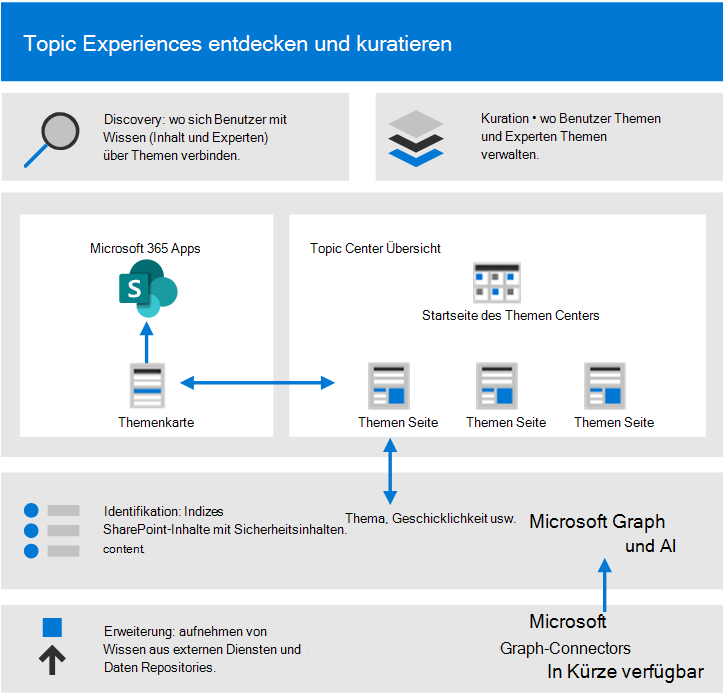 Topic Experiences entdecken und kuratieren
Discovery: wo sich Benutzer mit
Wissen (Inhalt und Experten)
über Themen verbinden.
Kuration • wo Benutzer Themen
und Experten Themen
verwalten.
Microsoft 365 Apps
S
Themenkarte
Topic Center Übersicht
Startseite des Themen Centers
Themen Seite
Themen Seite
Themen Seite
Identifikation: Indizes
SharePoint-Inhalte mit Sicherheitsinhalten.
content
Thema, Geschicklichkeit usw.
Microsoft Graph
und AI
Erweiterung: aufnehmen von
Wissen aus externen Diensten und
Daten Repositories.
Microsoft
Graph-Connectors
In Kürze verfügbar